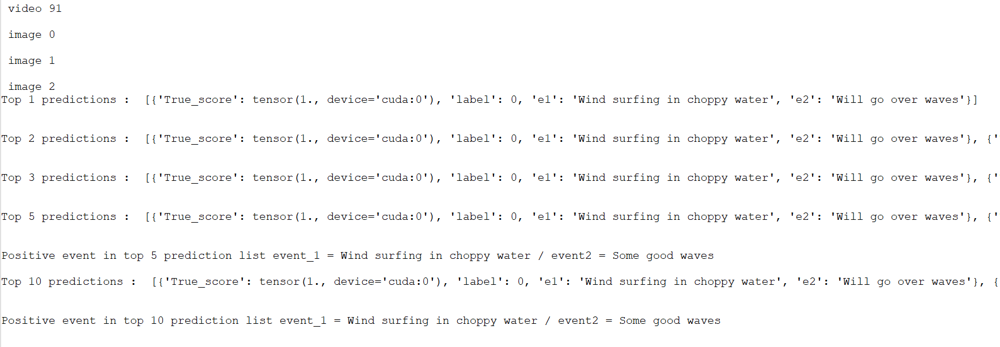 video 91
image 0
image 1
image 2
Top 1 predictions :  [{'True_score': tensor(1., device='cuda:0'), 'label': 0, 'e1': 'Wind surfing in choppy water', 'e2': 'Will go over waves'}]
Top 2 predictions :  [{'True_score': tensor(1., device='cuda:0'), 'label': 0, 'e1': 'Wind surfing in choppy water', 'e2': 'Will go over waves'}, {'
Top 3 predictions :  [{'True_score': tensor(1., device='cuda:0'), 'label': 0, 'e1': 'Wind surfing in choppy water', 'e2': 'Will go over waves'}, {'
Top 5 predictions :  [{'True_score': tensor(1., device='cuda:0'), 'label': 0, 'e1': 'Wind surfing in choppy water', 'e2': 'Will go over waves'}, {'
Positive event in top 5 prediction list event_1 = Wind surfing in choppy water / event2 = Some good waves
Top 10 predictions :  [{'True_score': tensor(1., device='cuda:0'), 'label': 0, 'e1': 'Wind surfing in choppy water', 'e2': 'Will go over waves'}, {
Positive event in top 10 prediction list event_1 = Wind surfing in choppy water / event2 = Some good waves